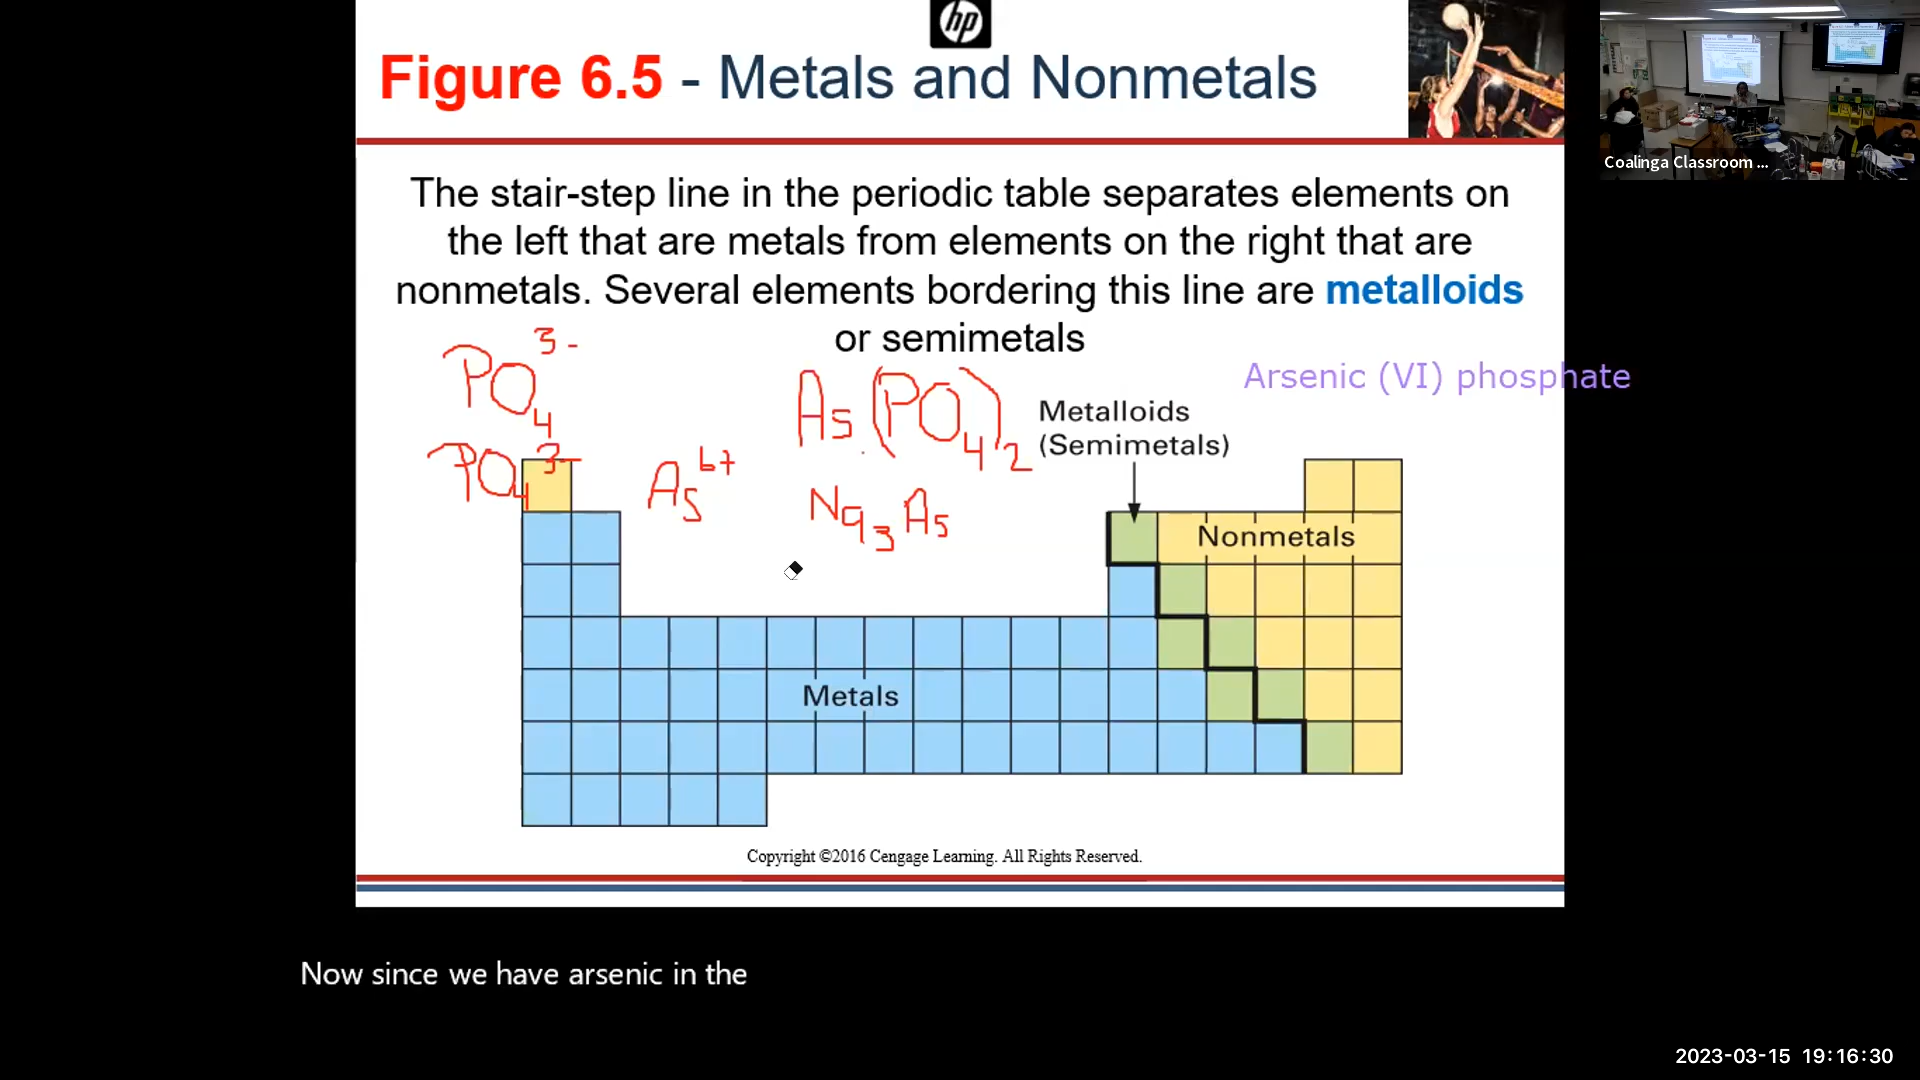 hp
Figure 6.5 - Metals and Nonmetals
Coalinga Classroom ...
The stair-step line in the periodic table separates elements on
the left that are metals from elements on the right that are
nonmetals. Several elements bordering this line are metalloids
or semimetals
PO4 3-
As(PO4)2
Arsenic (VI) phosphate
Metalloids
(Semimetals)
PO4 3-
As 6+
Na3As
Nonmetals
Metals
Copyright ©2016 Cengage Learning. All Rights Reserved.
Now since we have arsenic in the
2023-03-15 19:16:30